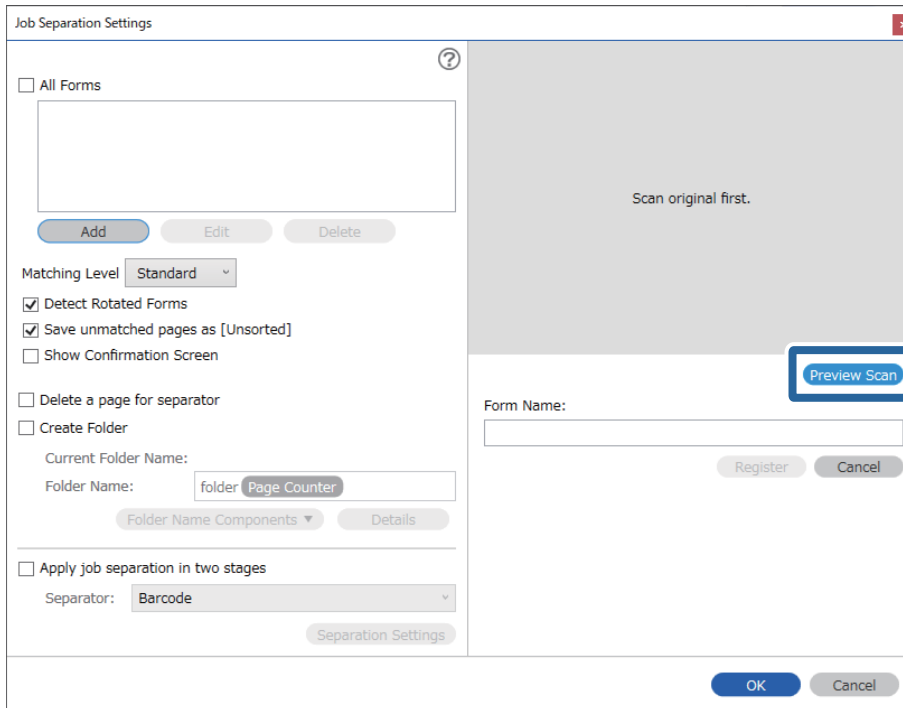 Job Separation Settings
All Forms
Add Edit Delete
Matching Level Standard
Detect Rotated Forms
Save unmatched pages as [Unsorted]
Show Confirmation Screen
Delete a page for separator
Create Folder
Current Folder Name:
Folder Name: folder Page Counter
Folder Name Components ▼ Details
Apply job separation in two stages
Separator: Barcode
Separation Settings
Scan original first.
Preview Scan
Form Name:
Register Cancel
OK Cancel